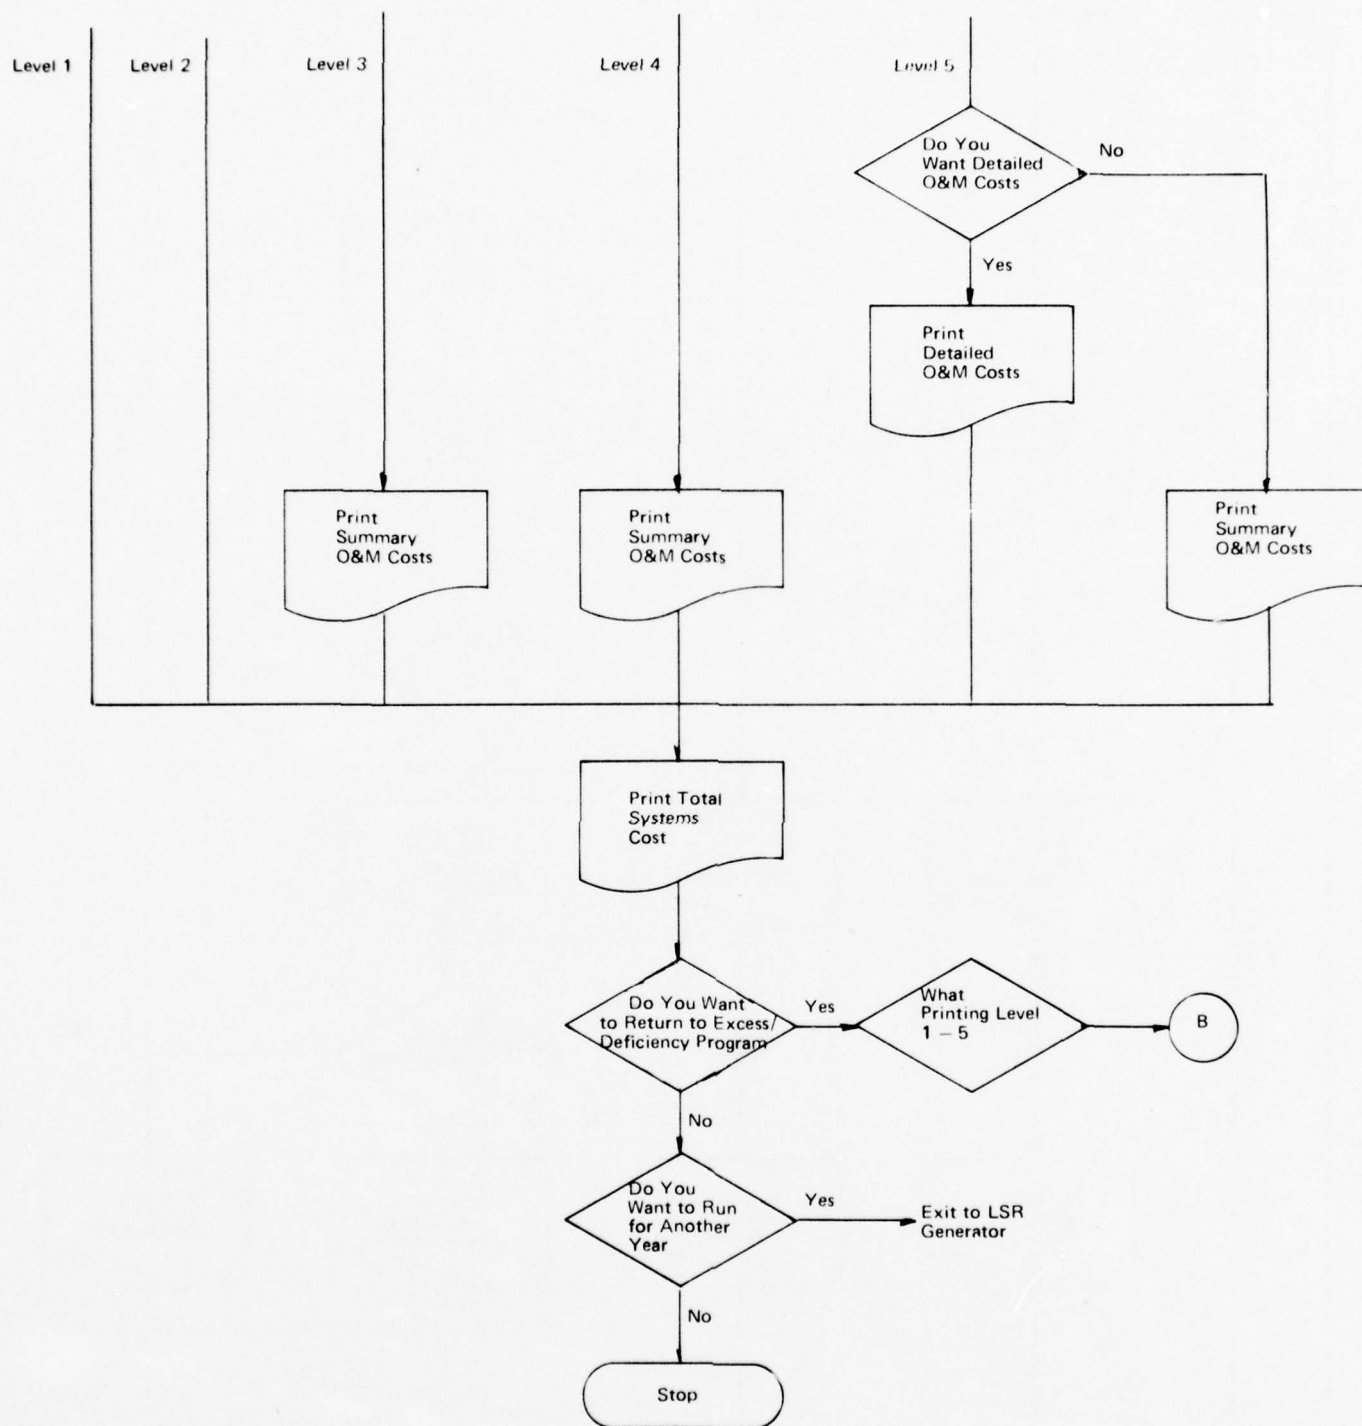 Level 1
Level 2
Level 3
Level 4
Level 5
Do You
Want Detailed
O&M Costs
No
Yes
Print
Detailed
O&M Costs
Print
Summary
O&M Costs
Print
Summary
O&M Costs
Print
Summary
O&M Costs
Print Total
Systems
Cost
Do You Want
to Return to Excess/
Deficiency Program
Yes
What
Printing Level
1 – 5
B
No
Do You
Want to Run
for Another
Year
Yes
Exit to LSR
Generator
No
Stop